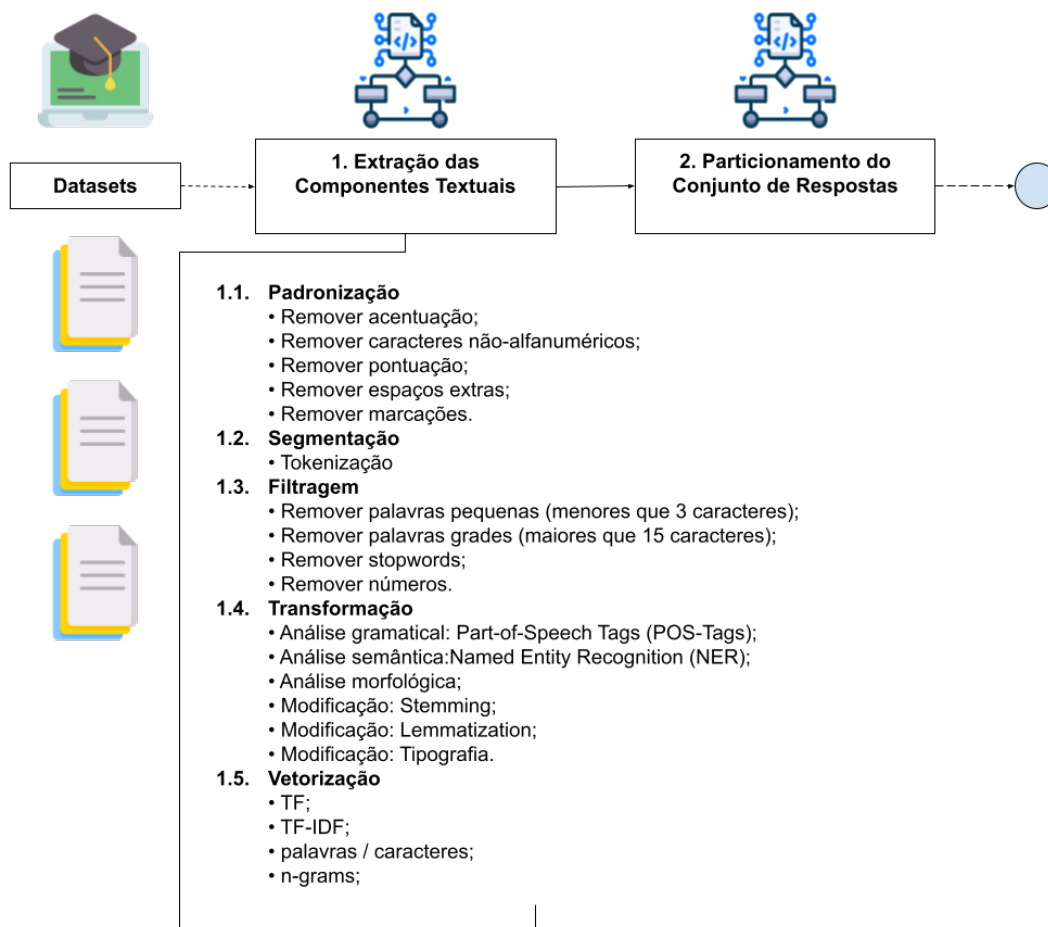 Datasets
1. Extração das
Componentes Textuais
2. Particionamento do
Conjunto de Respostas
1.1. Padronização
• Remover acentuação;
• Remover caracteres não-alfanuméricos;
• Remover pontuação;
• Remover espaços extras;
• Remover marcações.
1.2. Segmentação
• Tokenização
1.3. Filtragem
• Remover palavras pequenas (menores que 3 caracteres);
• Remover palavras grades (maiores que 15 caracteres);
• Remover stopwords;
• Remover números.
1.4. Transformação
• Análise gramatical: Part-of-Speech Tags (POS-Tags);
• Análise semântica:Named Entity Recognition (NER);
• Análise morfológica;
• Modificação: Stemming;
• Modificação: Lemmatization;
• Modificação: Tipografia.
1.5. Vetorização
• TF;
• TF-IDF;
• palavras / caracteres;
• n-grams;